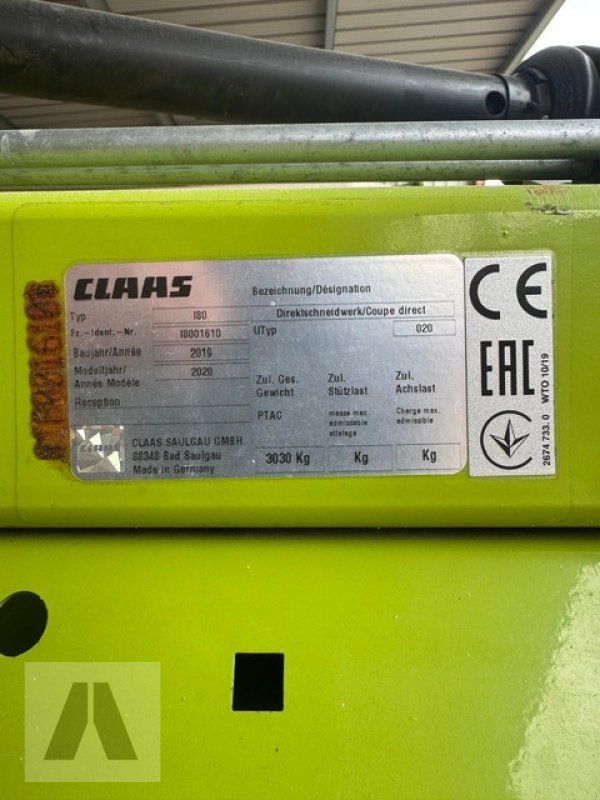 CLAAS
Bezeichnung/Désignation
Typ I80 Direktschneidwerk/Coupe direct
Fz.-Ident.-Nr. I8001610 UTyp 020
Baujahr/Année 2019
Modelljahr/ 2020
Année Modèle
Zul. Ges. Zul. Zul.
Gewicht Stützlast Achslast
Reception
PTAC masse max Charge max.
admissible admissible
attelage
CLAAS SAULGAU GMBH
88348 Bad Saulgau
Made in Germany
3030 Kg Kg Kg
CE
EAC
2674 733. 0 WTO 10/19
CLAAS